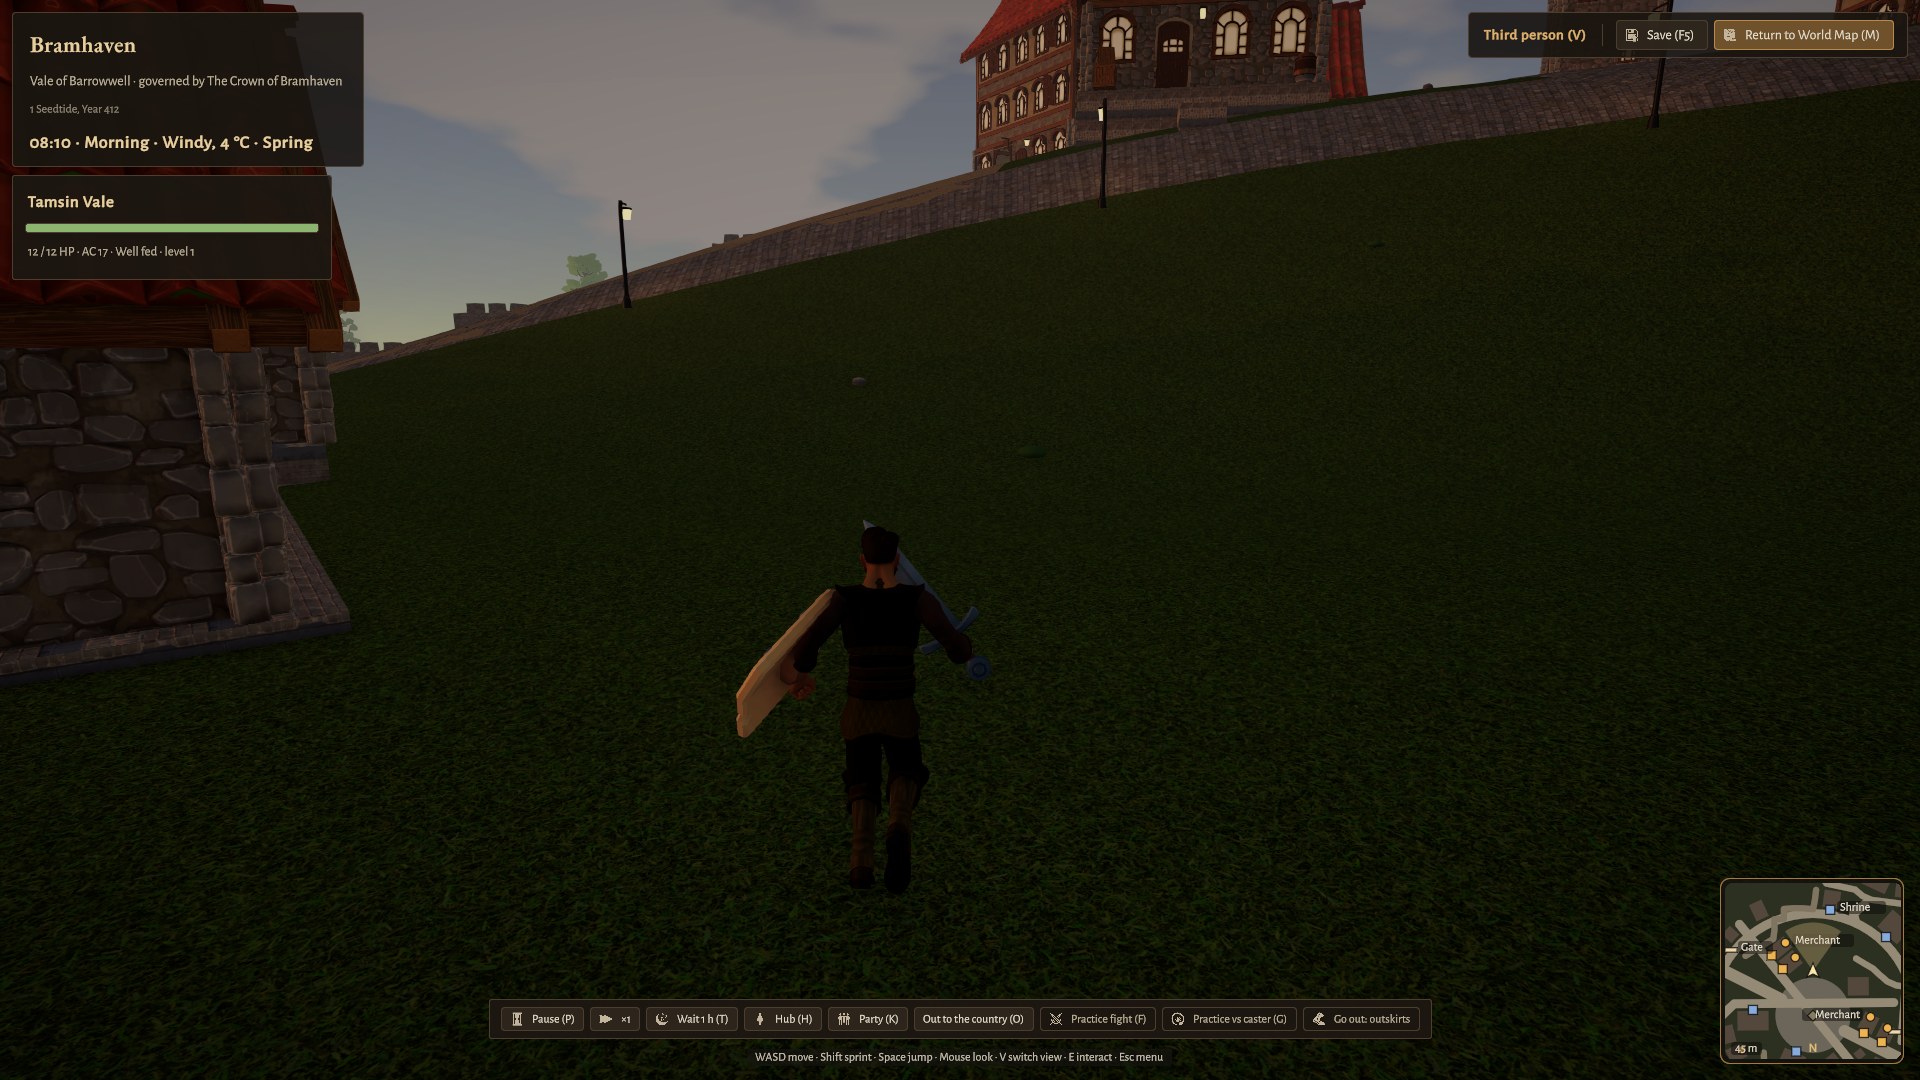 Bramhaven
Vale of Barrowwell · governed by The Crown of Bramhaven
1 Seedtide, Year 412
08:10 · Morning · Windy, 4 °C · Spring
Tamsin Vale
12 / 12 HP · AC 17 · Well fed · level 1
Third person (V)
Save (F5)
Return to World Map (M)
Shrine
Merchant
Gate
Merchant
45 m
N
Pause (P)
×1
Wait 1 h (T)
Hub (H)
Party (K)
Out to the country (O)
Practice fight (F)
Practice vs caster (G)
Go out: outskirts
WASD move · Shift sprint · Space jump · Mouse look · V switch view · E interact · Esc menu